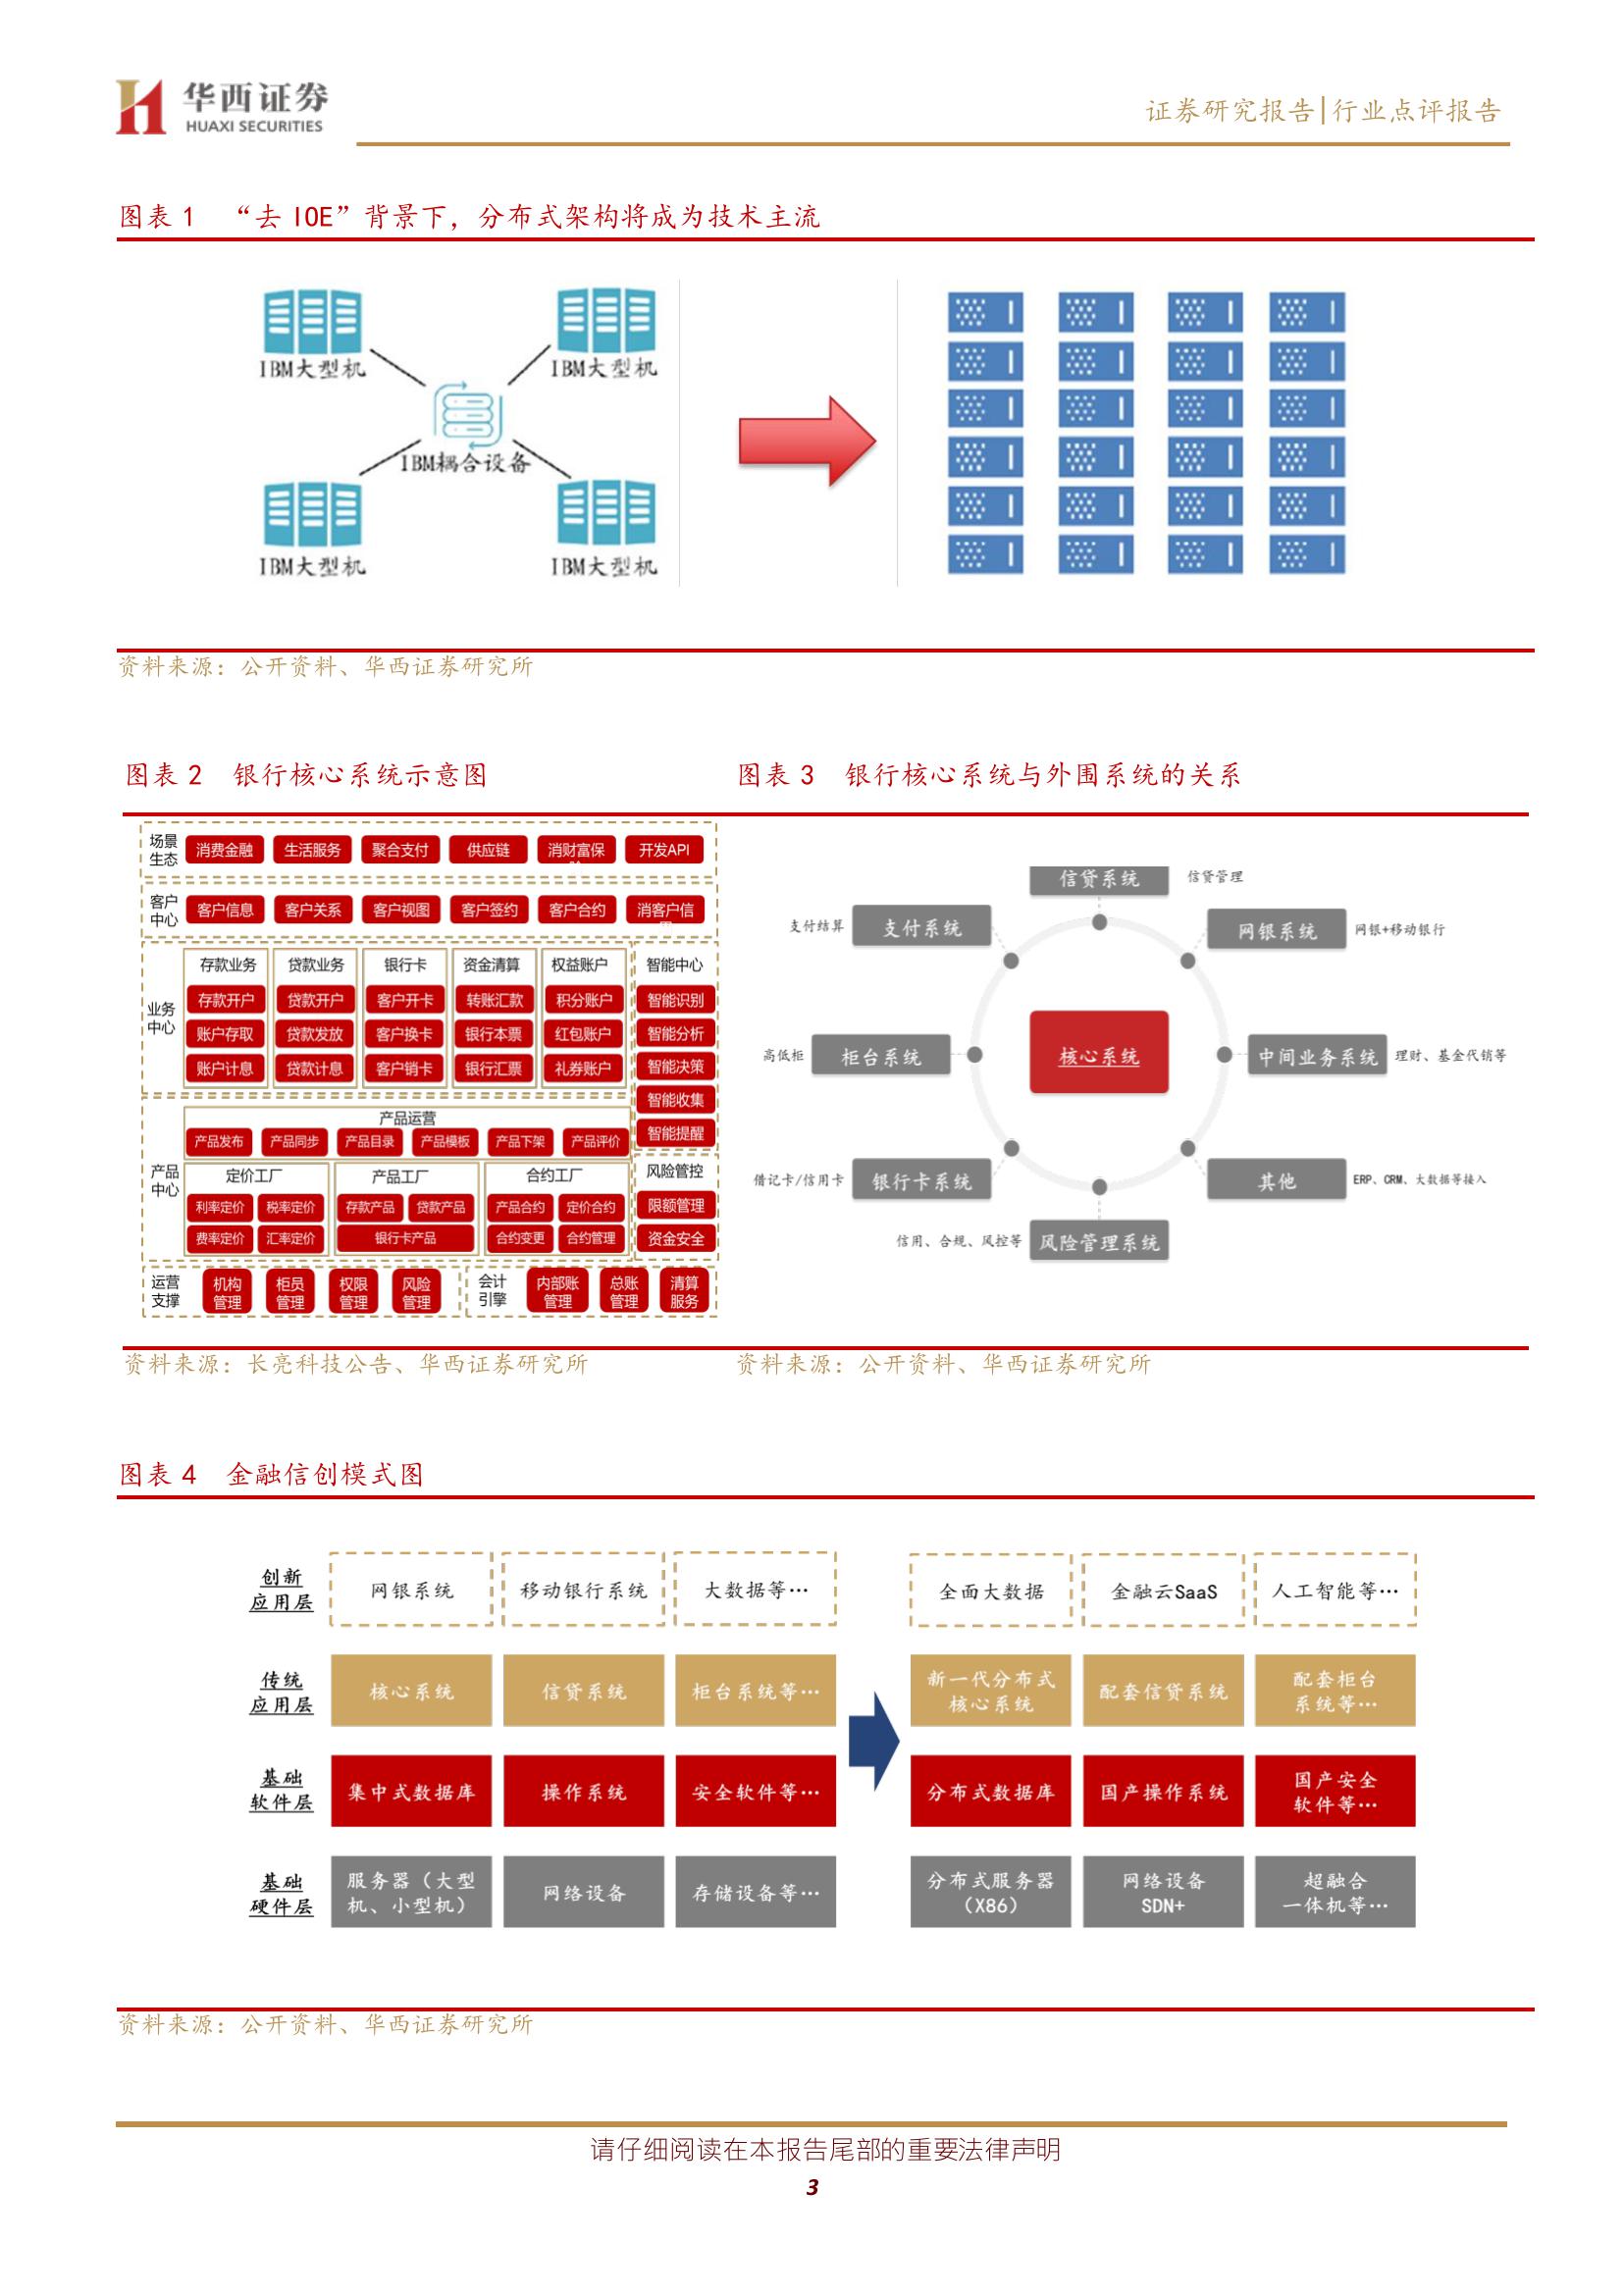 华西证券
HUAXI SECURITIES
证券研究报告|行业点评报告
图表 1 “去 IOE”背景下，分布式架构将成为技术主流
IBM大型机
IBM大型机
IBM耦合设备
IBM大型机
IBM大型机
资料来源：公开资料、华西证券研究所
图表 2 银行核心系统示意图
场景
生态
消费金融
生活服务
聚合支付
供应链
消财富保
开发API
客户
中心
客户信息
客户关系
客户视图
客户签约
客户合约
消客户信
业务
中心
存款业务
贷款业务
银行卡
资金清算
权益账户
存款开户
贷款开户
客户开卡
转账汇款
积分账户
账户存取
贷款发放
客户换卡
银行本票
红包账户
账户计息
贷款计息
客户销卡
银行汇票
礼券账户
智能中心
智能识别
智能分析
智能决策
智能收集
智能提醒
产品
中心
产品运营
产品发布
产品同步
产品目录
产品模板
产品下架
产品评价
定价工厂
产品工厂
合约工厂
利率定价
税率定价
存款产品
贷款产品
产品合约
定价合约
费率定价
汇率定价
银行卡产品
合约变更
合约管理
风险管控
限额管理
资金安全
运营
支撑
机构
管理
柜员
管理
权限
管理
风险
管理
会计
引擎
内部账
管理
总账
管理
清算
服务
资料来源：长亮科技公告、华西证券研究所
图表 3 银行核心系统与外围系统的关系
信贷系统
信贷管理
支付结算
支付系统
网银系统
网银+移动银行
高低柜
柜台系统
核心系统
中间业务系统
理财、基金代销等
借记卡/信用卡
银行卡系统
其他
ERP、CRM、大数据等接入
信用、合规、风控等
风险管理系统
资料来源：公开资料、华西证券研究所
图表 4 金融信创模式图
创新
应用层
网银系统
移动银行系统
大数据等…
全面大数据
金融云SaaS
人工智能等…
传统
应用层
核心系统
信贷系统
柜台系统等…
新一代分布式
核心系统
配套信贷系统
配套柜台
系统等…
基础
软件层
集中式数据库
操作系统
安全软件等…
分布式数据库
国产操作系统
国产安全
软件等…
基础
硬件层
服务器（大型
机、小型机）
网络设备
存储设备等…
分布式服务器
（X86）
网络设备
SDN+
超融合
一体机等…
资料来源：公开资料、华西证券研究所
请仔细阅读在本报告尾部的重要法律声明
3